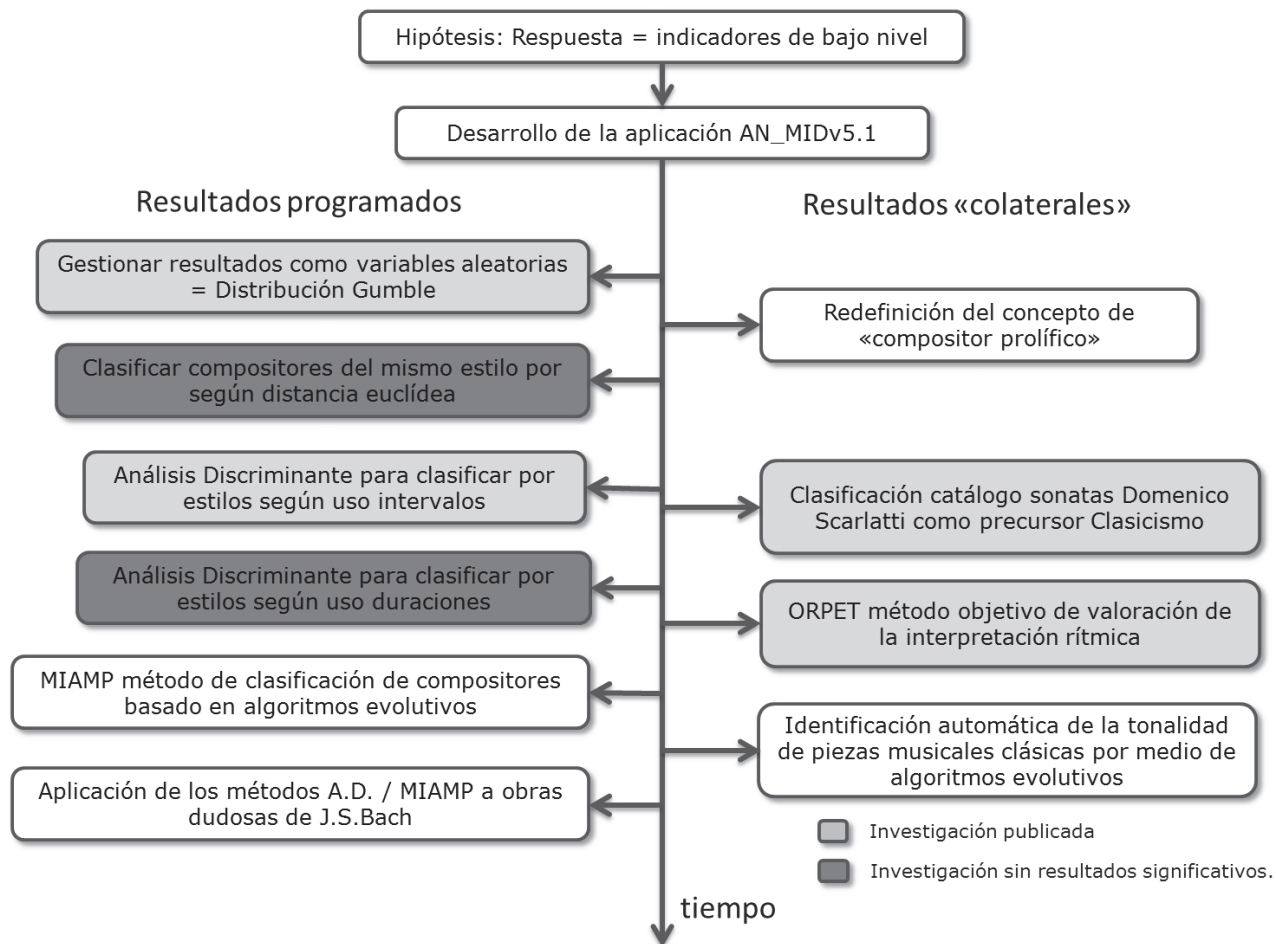 Hipótesis: Respuesta = indicadores de bajo nivel
Desarrollo de la aplicación AN_MIDv5.1
Resultados programados
Gestionar resultados como variables aleatorias
= Distribución Gumble
Clasificar compositores del mismo estilo por
según distancia euclídea
Análisis Discriminante para clasificar por
estilos según uso intervalos
Análisis Discriminante para clasificar por
estilos según uso duraciones
MIAMP método de clasificación de compositores
basado en algoritmos evolutivos
Aplicación de los métodos A.D. / MIAMP a obras
dudosas de J.S.Bach
Resultados «colaterales»
Redefinición del concepto de
«compositor prolífico»
Clasificación catálogo sonatas Domenico
Scarlatti como precursor Clasicismo
ORPET método objetivo de valoración de
la interpretación rítmica
Identificación automática de la tonalidad
de piezas musicales clásicas por medio de
algoritmos evolutivos
Investigación publicada
Investigación sin resultados significativos.
tiempo